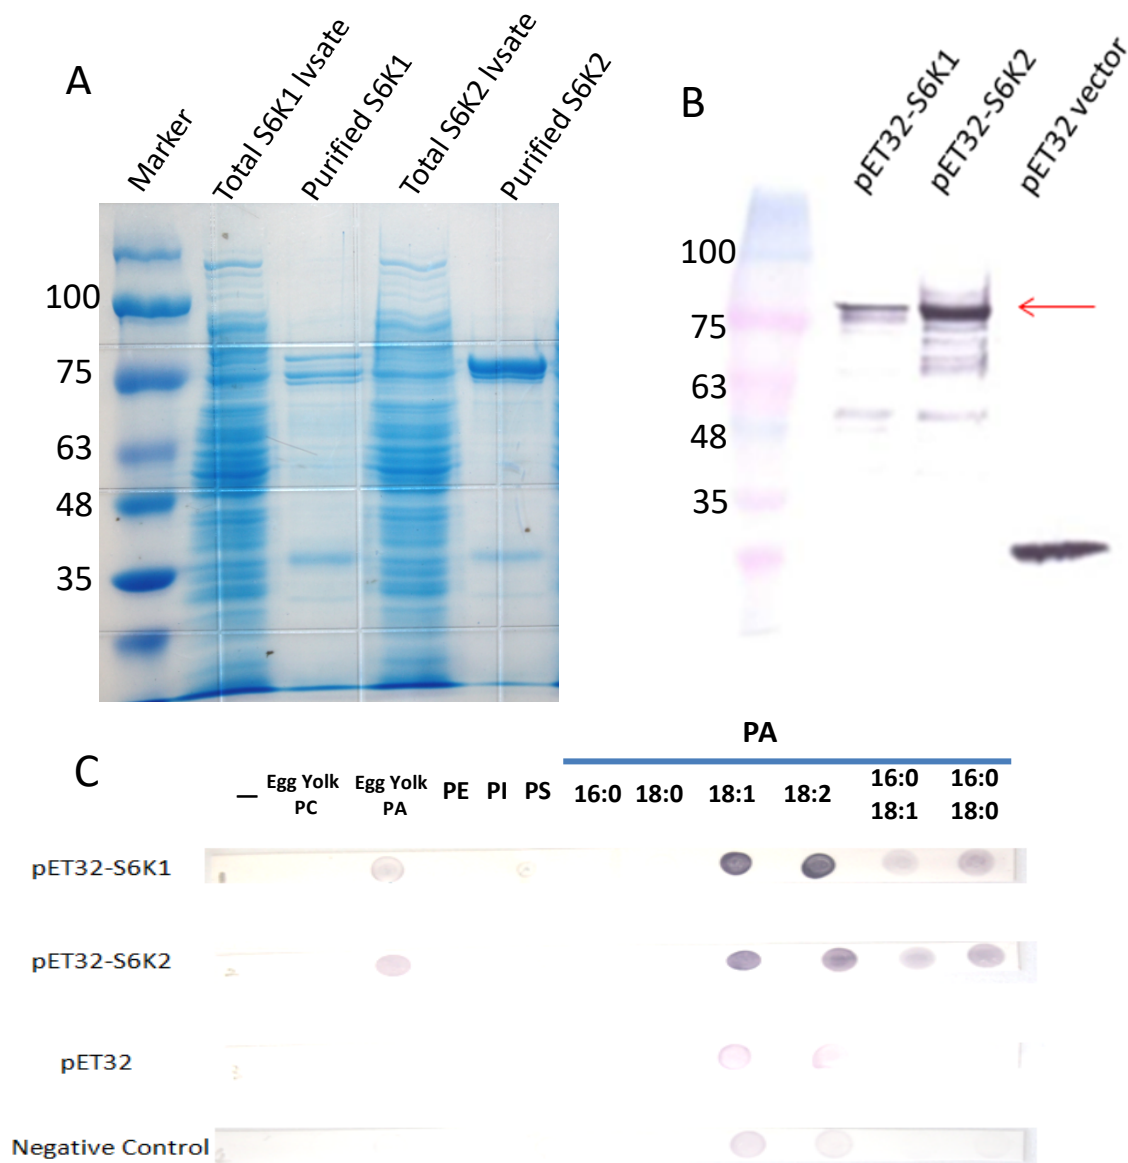 A
Marker
Total S6K1 lvsate
Purified S6K1
Total S6K2 lvsate
Purified S6K2
100
75
63
48
35
B
pET32-S6K1
pET32-S6K2
pET32 vector
100
75
63
48
35
C
PA
—
Egg Yolk
PC
Egg Yolk
PA
PE
PI
PS
16:0
18:0
18:1
18:2
16:0
18:1
16:0
18:0
pET32-S6K1
pET32-S6K2
pET32
Negative Control